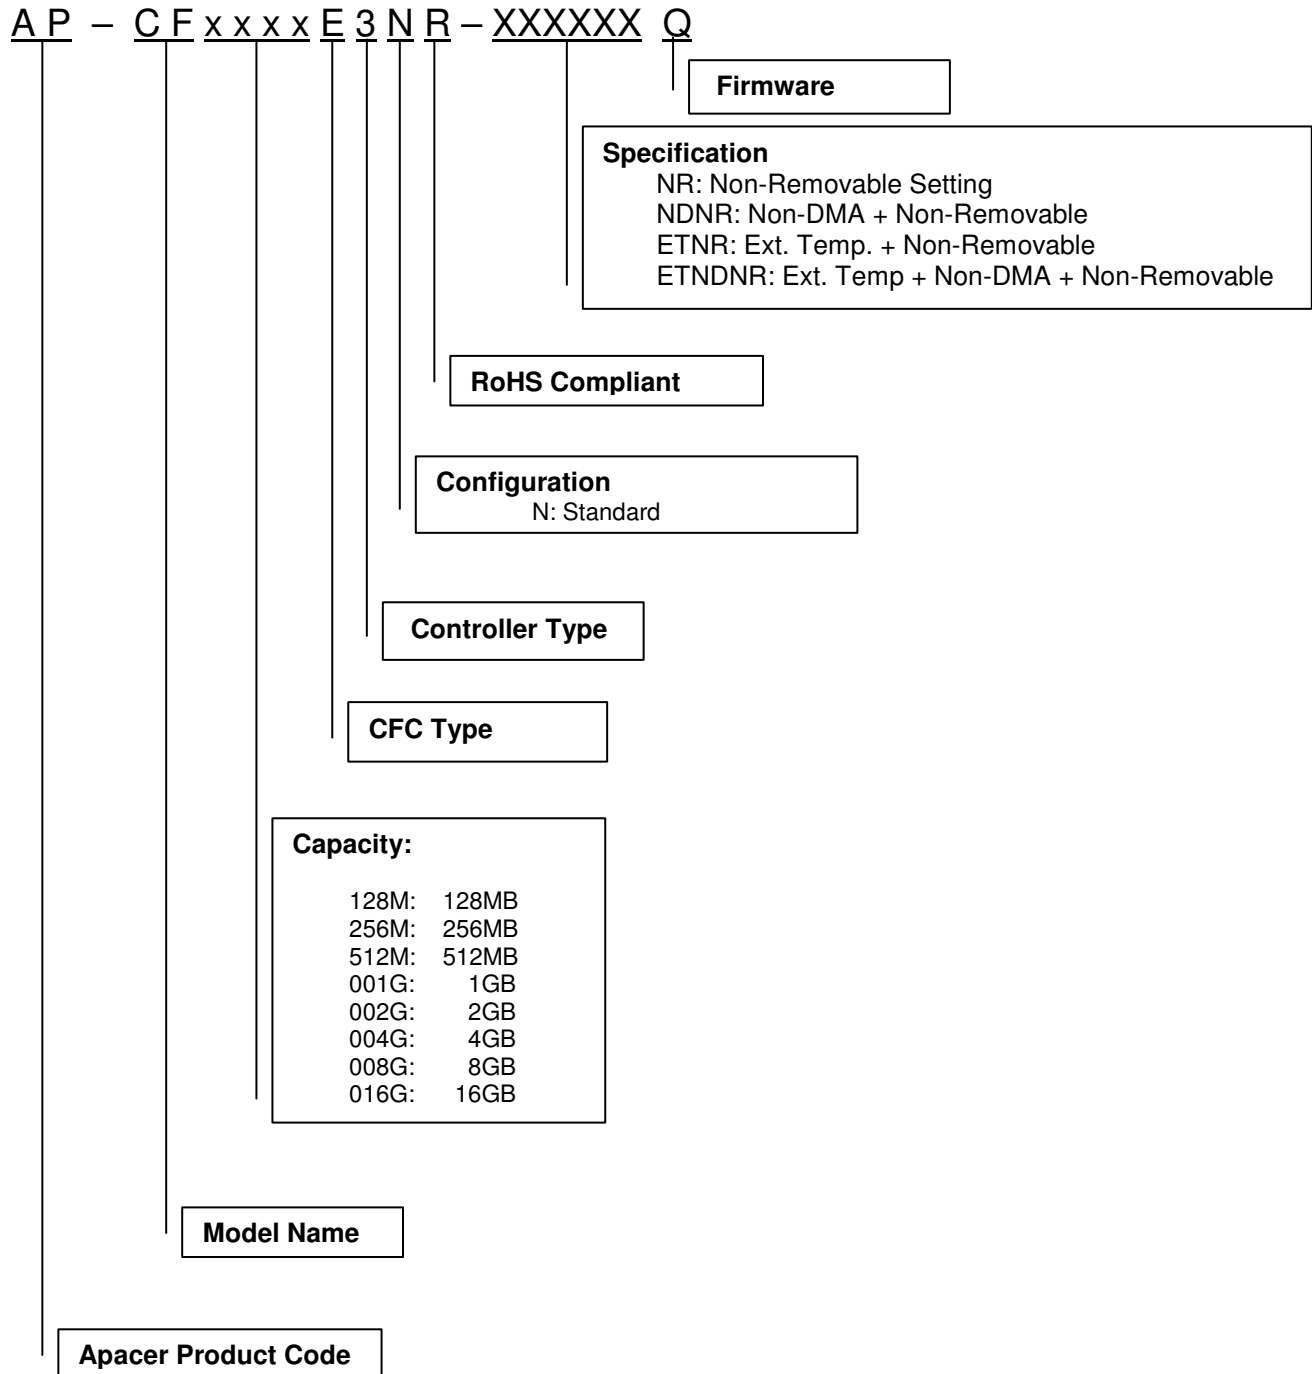 AP – CFxxxxE3NR – XXXXXX Q
Firmware
Specification
NR: Non-Removable Setting
NDNR: Non-DMA + Non-Removable
ETNR: Ext. Temp. + Non-Removable
ETNDNR: Ext. Temp + Non-DMA + Non-Removable
RoHS Compliant
Configuration
N: Standard
Controller Type
CFC Type
Capacity:
128M: 128MB
256M: 256MB
512M: 512MB
001G: 1GB
002G: 2GB
004G: 4GB
008G: 8GB
016G: 16GB
Model Name
Apacer Product Code